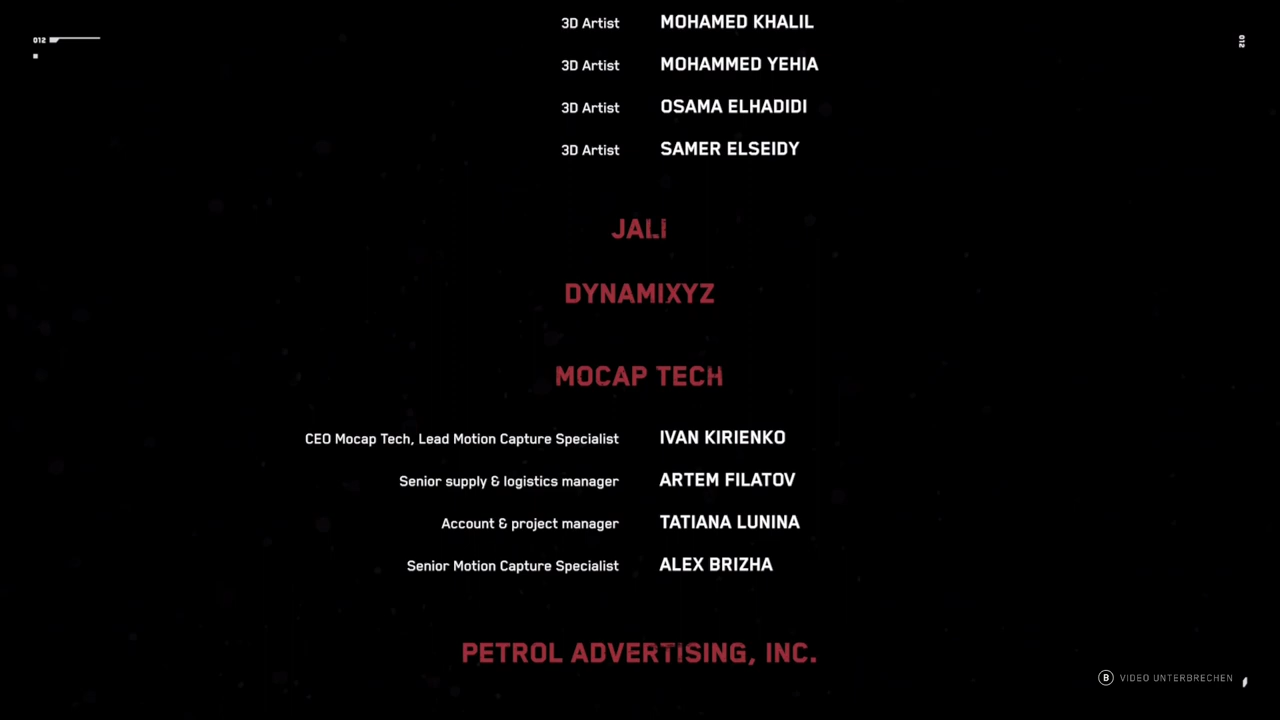 3D Artist MOHAMED KHALIL
012
012
3D Artist MOHAMMED YEHIA
3D Artist OSAMA ELHADIDI
3D Artist SAMER ELSEIDY
JALI
DYNAMIXYZ
MOCAP TECH
CEO Mocap Tech, Lead Motion Capture Specialist IVAN KIRIENKO
Senior supply & logistics manager ARTEM FILATOV
Account & project manager TATIANA LUNINA
Senior Motion Capture Specialist ALEX BRIZHA
PETROL ADVERTISING, INC.
B VIDEO UNTERBRECHEN